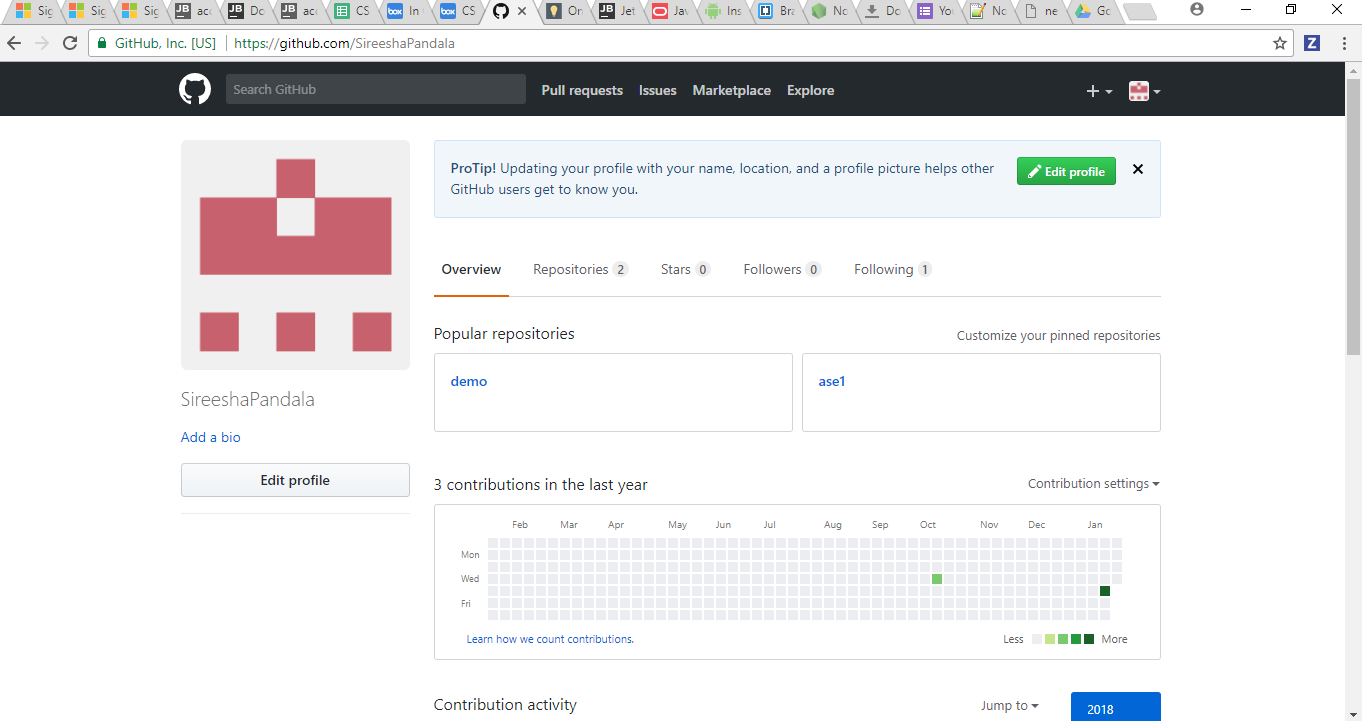 Sig Sig Sig acc Do acc CS In CS On Jet Jav Ins Bra No Do You No ne Go
GitHub, Inc. [US] https://github.com/SireeshaPandala Z
Search GitHub Pull requests Issues Marketplace Explore
ProTip! Updating your profile with your name, location, and a profile picture helps other
GitHub users get to know you.
Edit profile
Overview Repositories 2 Stars 0 Followers 0 Following 1
Popular repositories Customize your pinned repositories
demo ase1
SireeshaPandala
Add a bio
Edit profile
3 contributions in the last year Contribution settings
Feb Mar Apr May Jun Jul Aug Sep Oct Nov Dec Jan
Mon
Wed
Fri
Learn how we count contributions. Less More
Contribution activity Jump to 2018